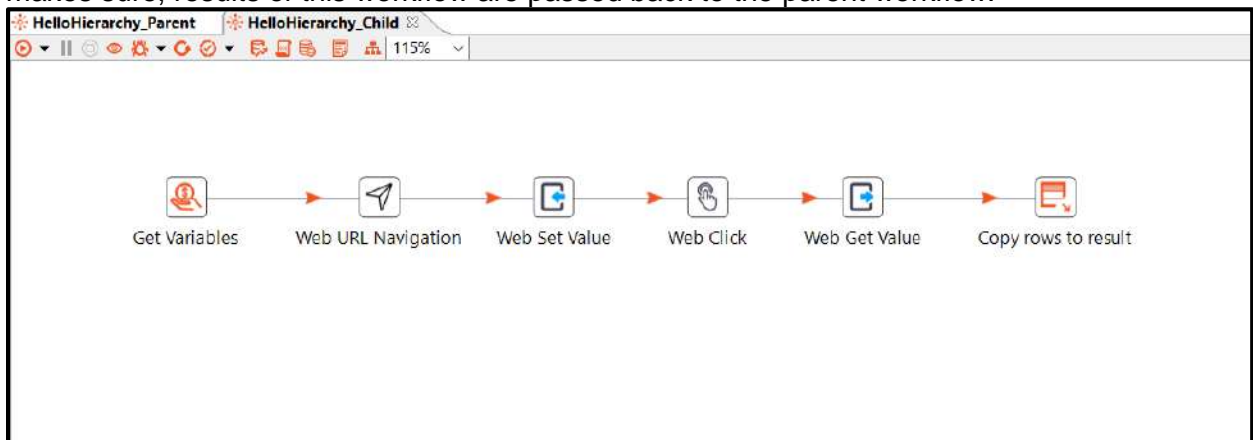 makes sure, results of this workflow are passed back to the parent workflow.
HelloHierarchy_Parent HelloHierarchy_Child
115%
Get Variables Web URL Navigation Web Set Value Web Click Web Get Value Copy rows to result